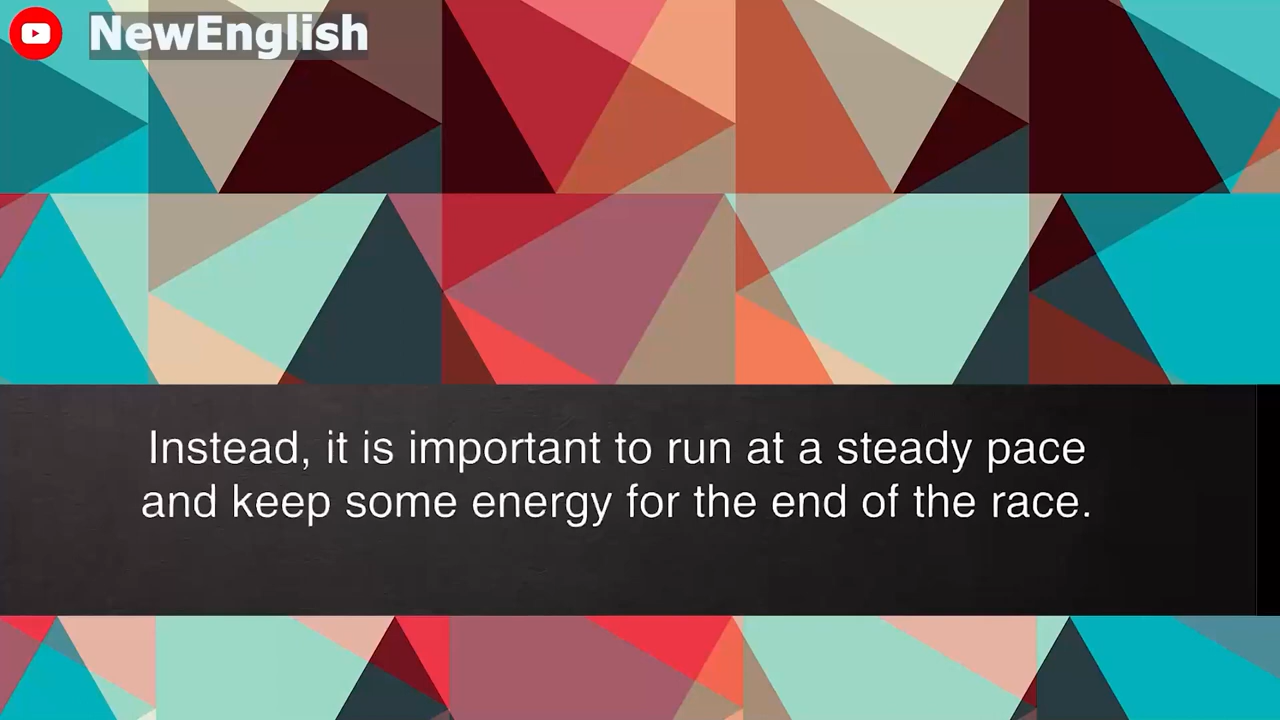 NewEnglish
Instead, it is important to run at a steady pace
and keep some energy for the end of the race.